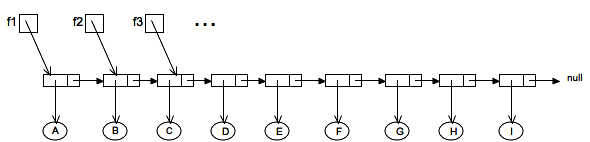 f1 f2 f3 ...
null
A B C D E F G H I